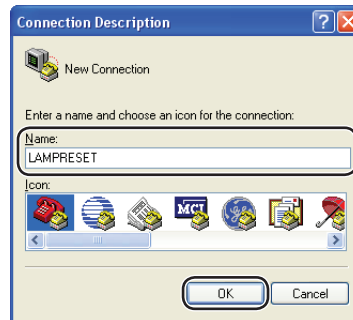 Connection Description
New Connection
Enter a name and choose an icon for the connection:
Name:
LAMPRESET
Icon:
MCI
OK
Cancel